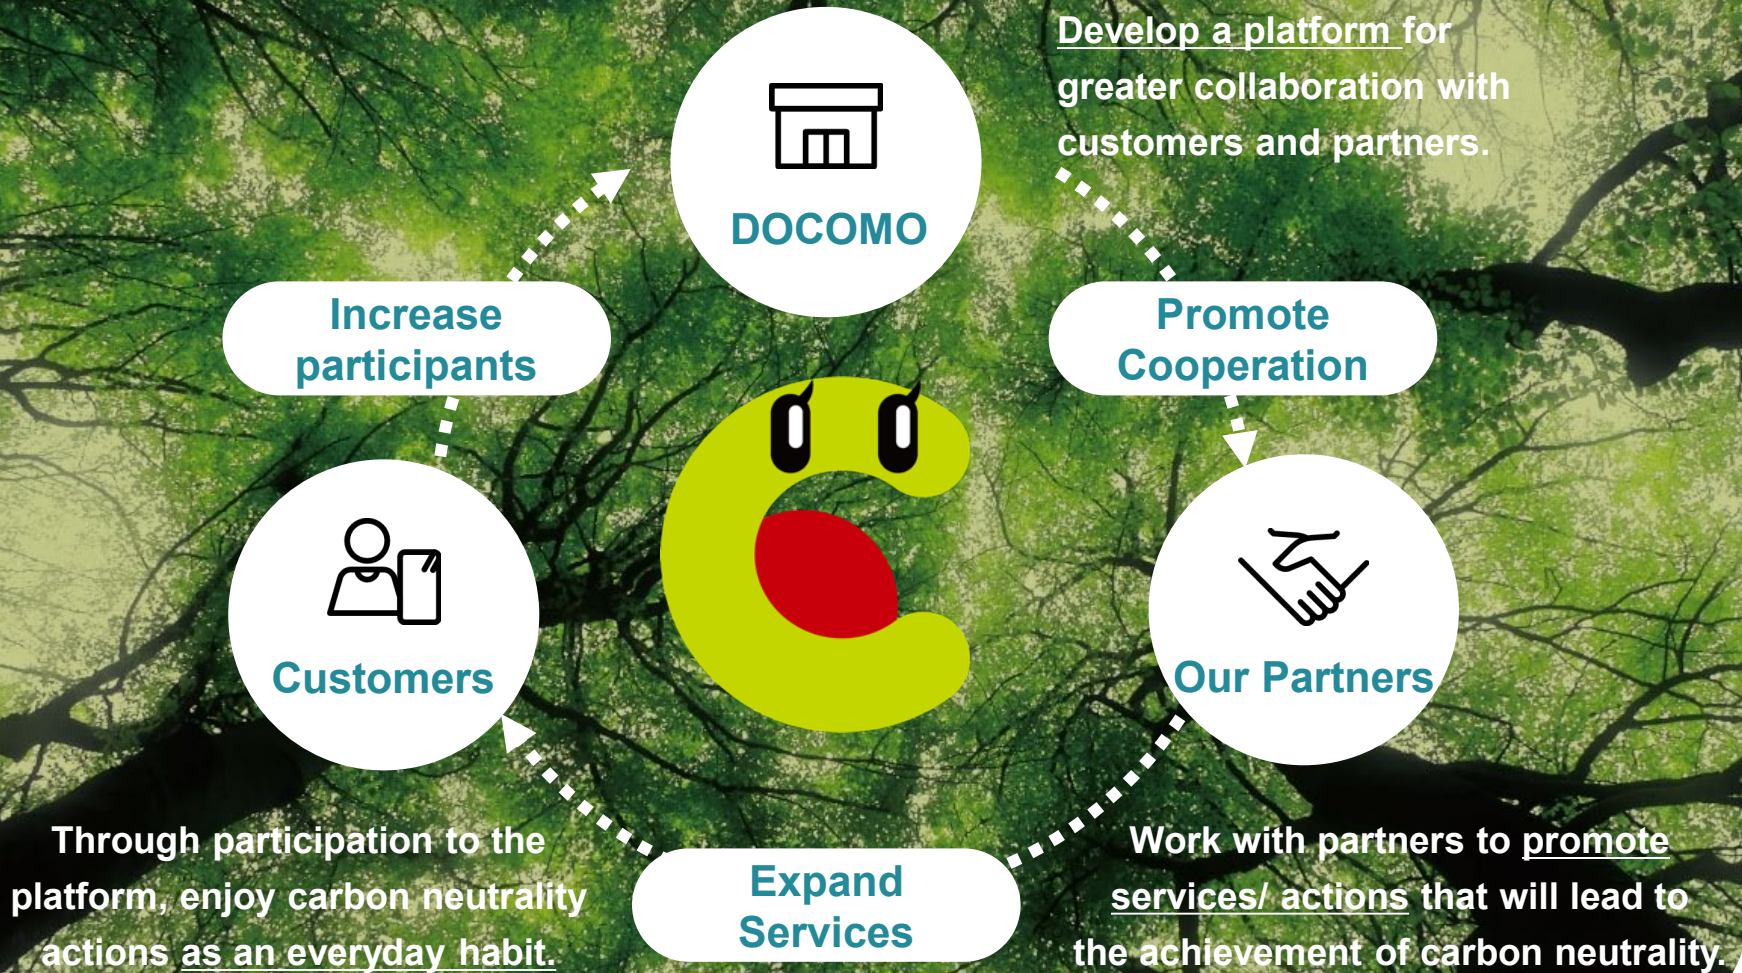 Develop a platform for
greater collaboration with
customers and partners.
DOCOMO
Increase
participants
Promote
Cooperation
Customers
Our Partners
Through participation to the
platform, enjoy carbon neutrality
actions as an everyday habit.
Expand
Services
Work with partners to promote
services/ actions that will lead to
the achievement of carbon neutrality.